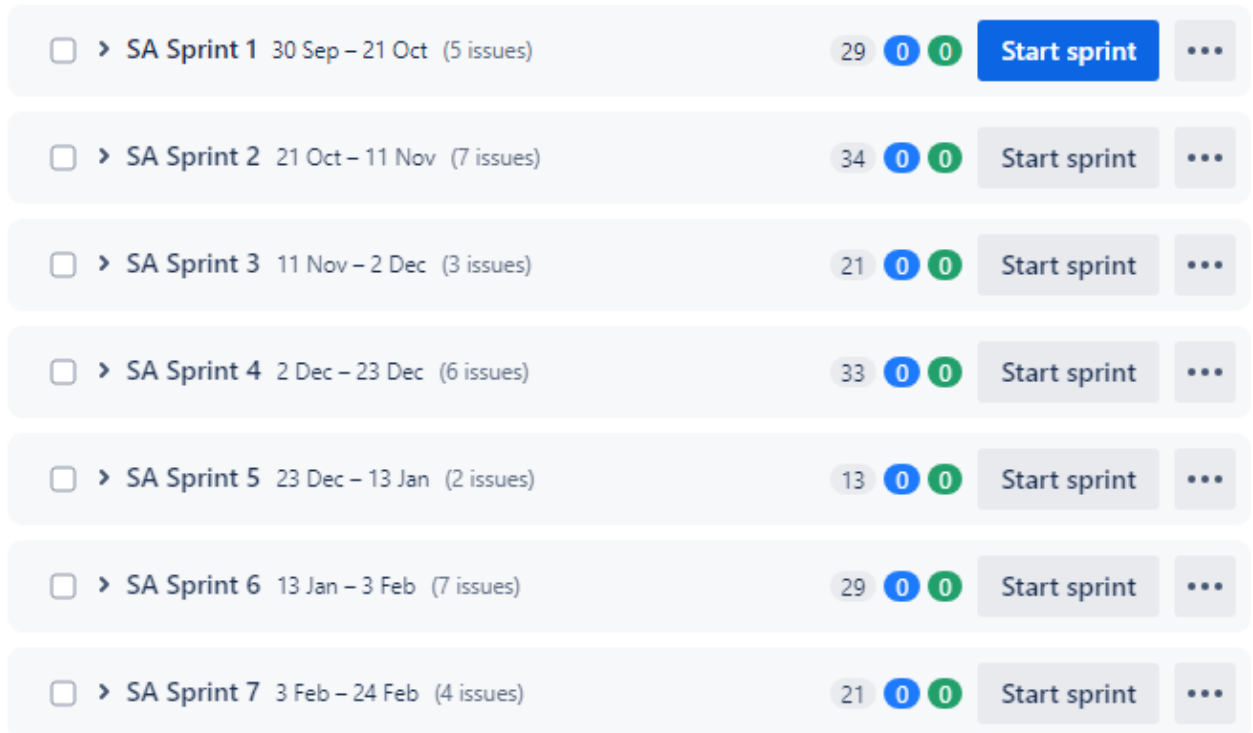 SA Sprint 1 30 Sep – 21 Oct (5 issues) 29 0 0 Start sprint •••
SA Sprint 2 21 Oct – 11 Nov (7 issues) 34 0 0 Start sprint •••
SA Sprint 3 11 Nov – 2 Dec (3 issues) 21 0 0 Start sprint •••
SA Sprint 4 2 Dec – 23 Dec (6 issues) 33 0 0 Start sprint •••
SA Sprint 5 23 Dec – 13 Jan (2 issues) 13 0 0 Start sprint •••
SA Sprint 6 13 Jan – 3 Feb (7 issues) 29 0 0 Start sprint •••
SA Sprint 7 3 Feb – 24 Feb (4 issues) 21 0 0 Start sprint •••